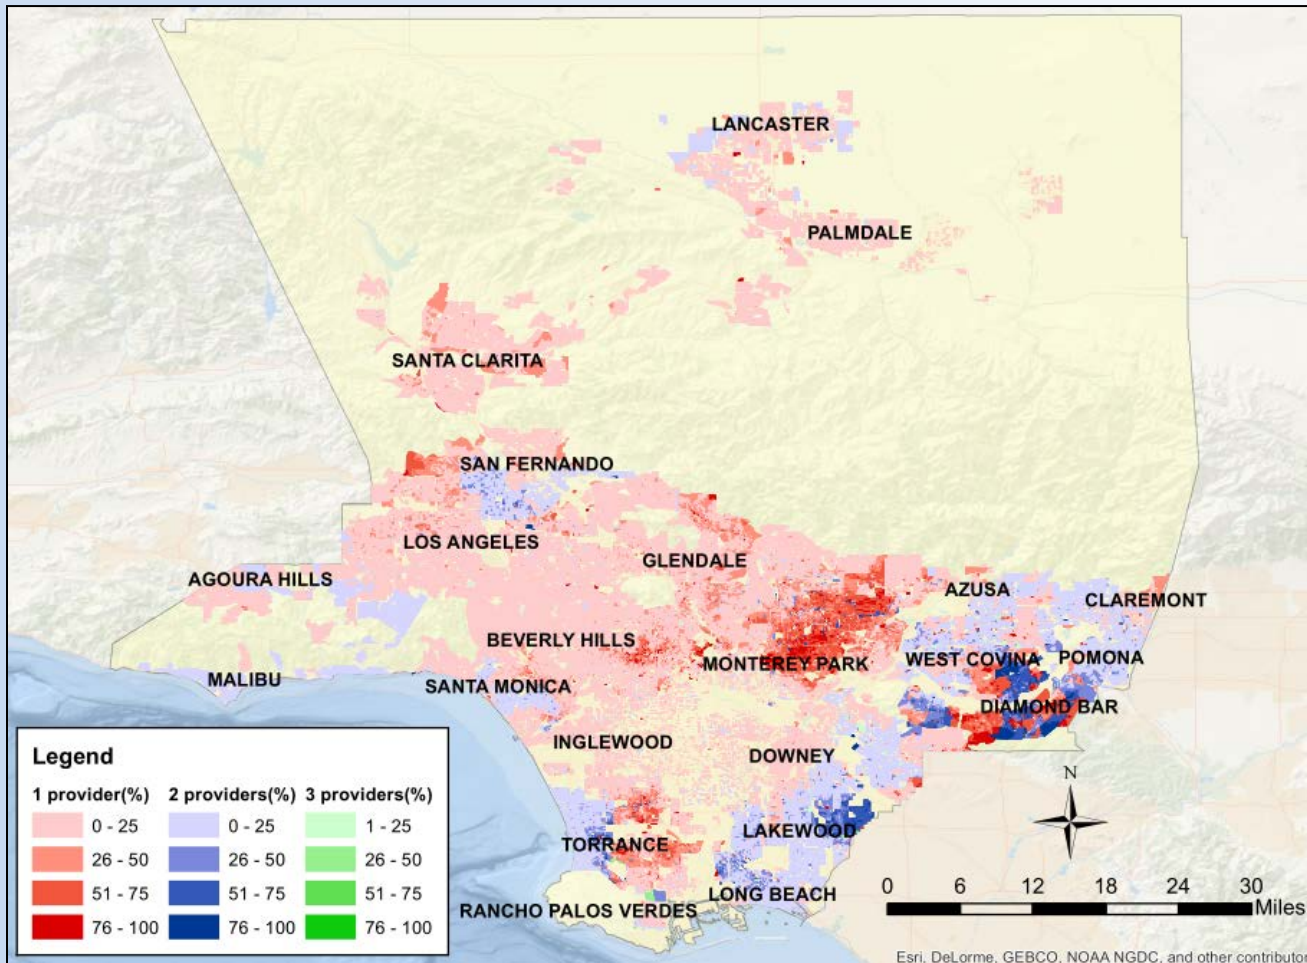 LANCASTER
PALMDALE
SANTA CLARITA
SAN FERNANDO
LOS ANGELES
GLENDALE
AGOURA HILLS
AZUSA
CLAREMONT
BEVERLY HILLS
MONTEREY PARK
WEST COVINA
POMONA
MALIBU
SANTA MONICA
DIAMOND BAR
INGLEWOOD
DOWNEY
TORRANCE
LAKEWOOD
LONG BEACH
RANCHO PALOS VERDES
Legend
1 provider(%) 2 providers(%) 3 providers(%)
0 - 25 0 - 25 1 - 25
26 - 50 26 - 50 26 - 50
51 - 75 51 - 75 51 - 75
76 - 100 76 - 100 76 - 100
N
0 6 12 18 24 30
Miles
Esri, DeLorme, GEBCO, NOAA NGDC, and other contributor